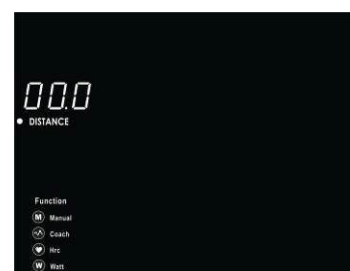 00.0
DISTANCE
Function
M Manual
Coach
Hrc
W Watt